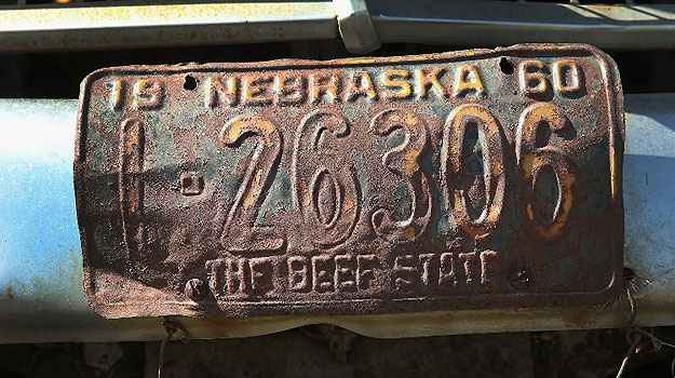 19 NEBRASKA 60
1-26306
THE BEEF STATE